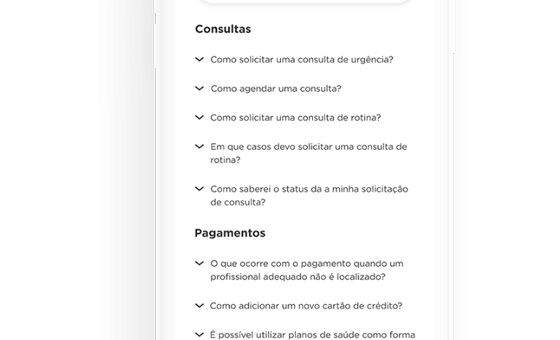 Consultas
Como solicitar uma consulta de urgência?
Como agendar uma consulta?
Como solicitar uma consulta de rotina?
Em que casos devo solicitar uma consulta de
rotina?
Como saberei o status da a minha solicitação
de consulta?
Pagamentos
O que ocorre com o pagamento quando um
profissional adequado não é localizado?
Como adicionar um novo cartão de crédito?
É possível utilizar planos de saúde como forma